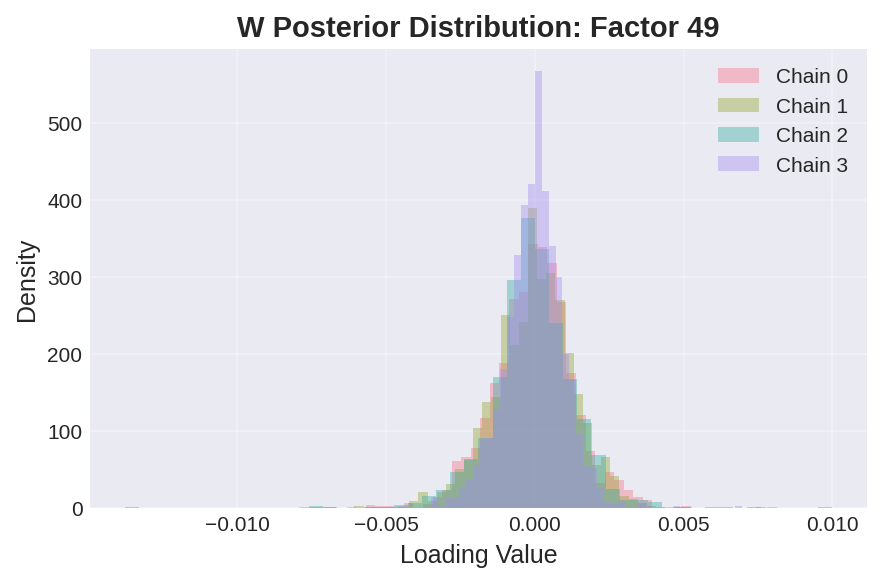 W Posterior Distribution: Factor 49
Chain 0
Chain 1
Chain 2
Chain 3
500
400
300
200
100
0
Density
−0.010
−0.005
0.000
0.005
0.010
Loading Value